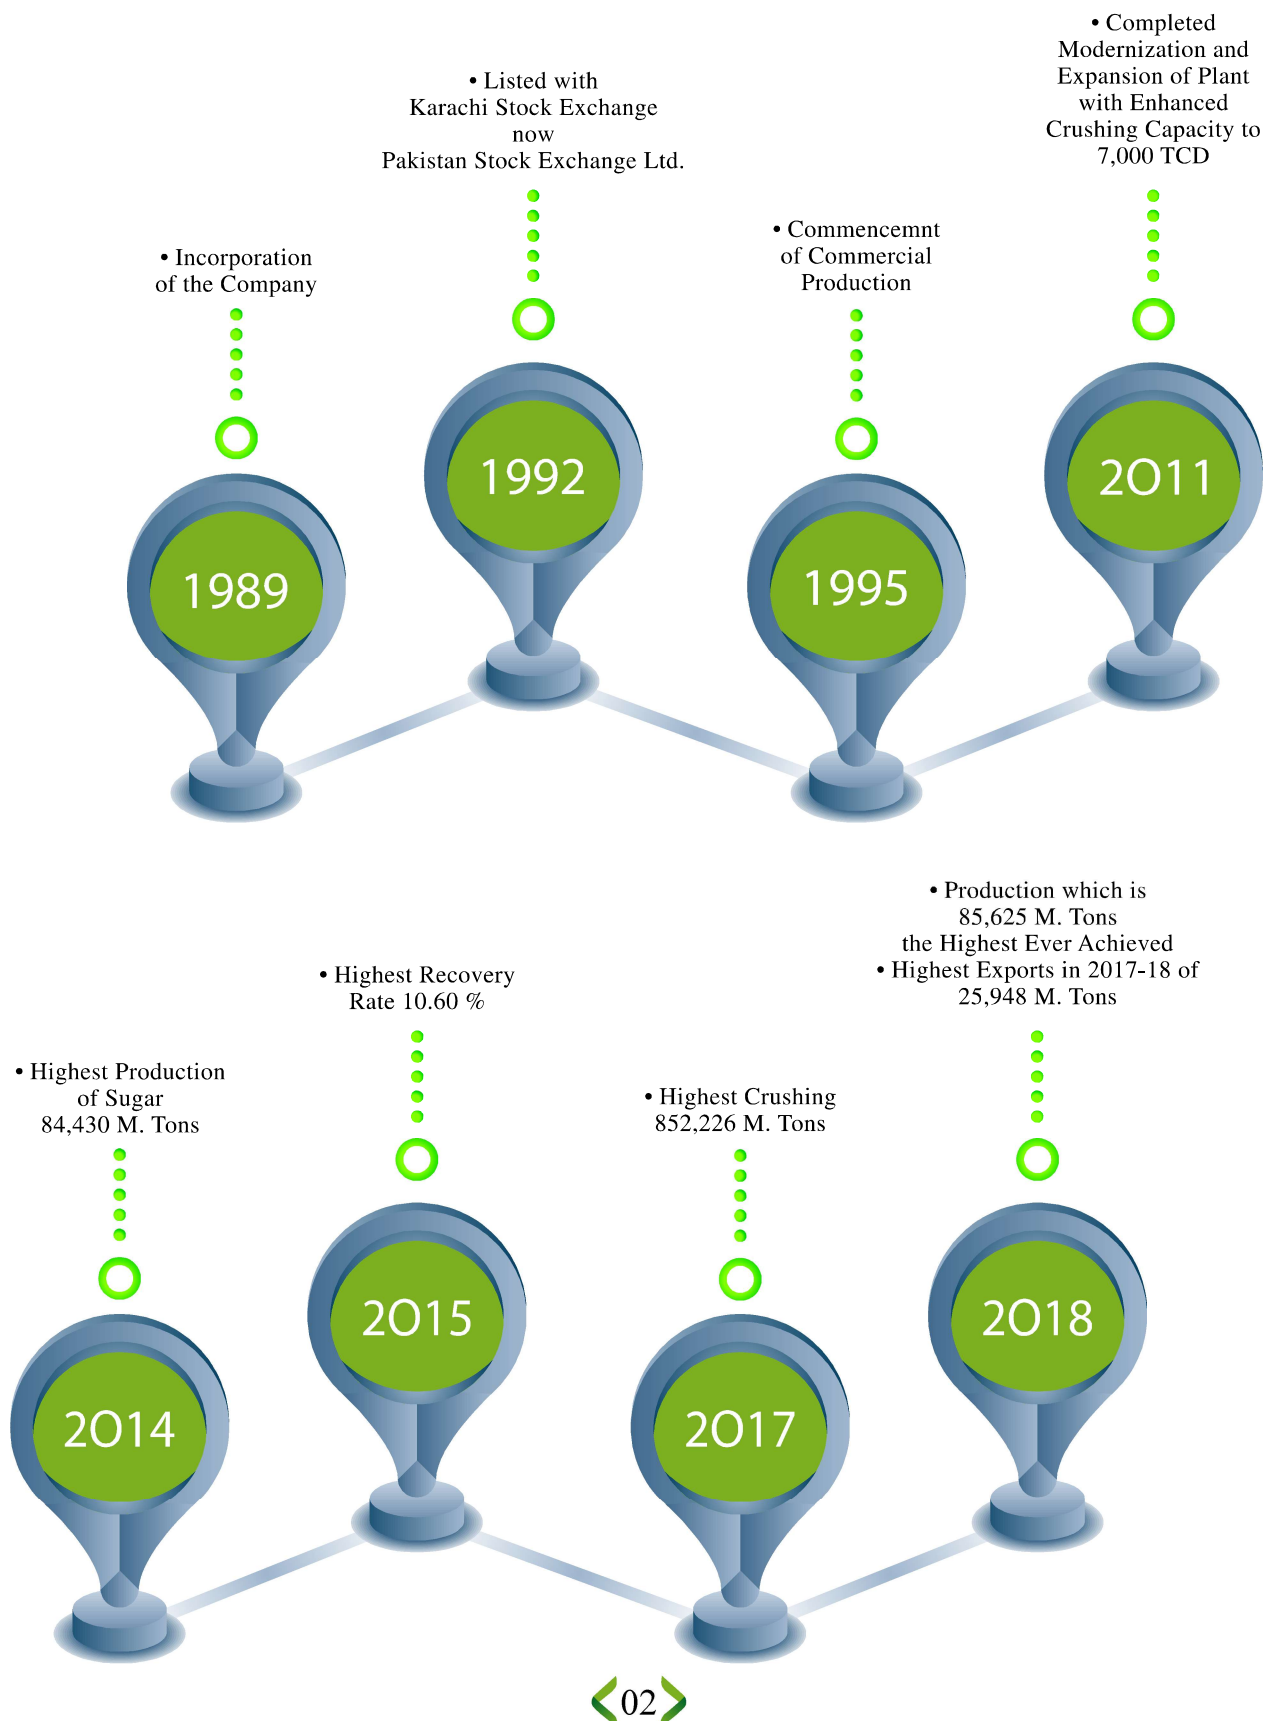 • Incorporation
of the Company
1989
• Listed with
Karachi Stock Exchange
now
Pakistan Stock Exchange Ltd.
1992
• Commencemnt
of Commercial
Production
1995
• Completed
Modernization and
Expansion of Plant
with Enhanced
Crushing Capacity to
7,000 TCD
2011
• Highest Production
of Sugar
84,430 M. Tons
2014
• Highest Recovery
Rate 10.60 %
2015
• Highest Crushing
852,226 M. Tons
2017
• Production which is
85,625 M. Tons
the Highest Ever Achieved
• Highest Exports in 2017-18 of
25,948 M. Tons
2018
02